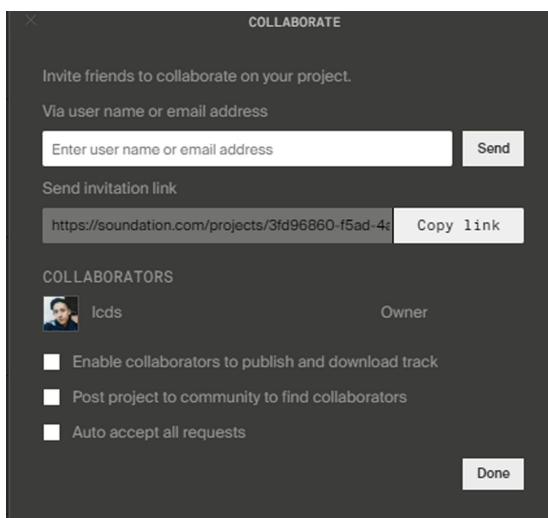 COLLABORATE
Invite friends to collaborate on your project.
Via user name or email address
Enter user name or email address
Send
Send invitation link
https://soundation.com/projects/3fd96860-f5ad-4a
Copy link
COLLABORATORS
lcds
Owner
Enable collaborators to publish and download track
Post project to community to find collaborators
Auto accept all requests
Done